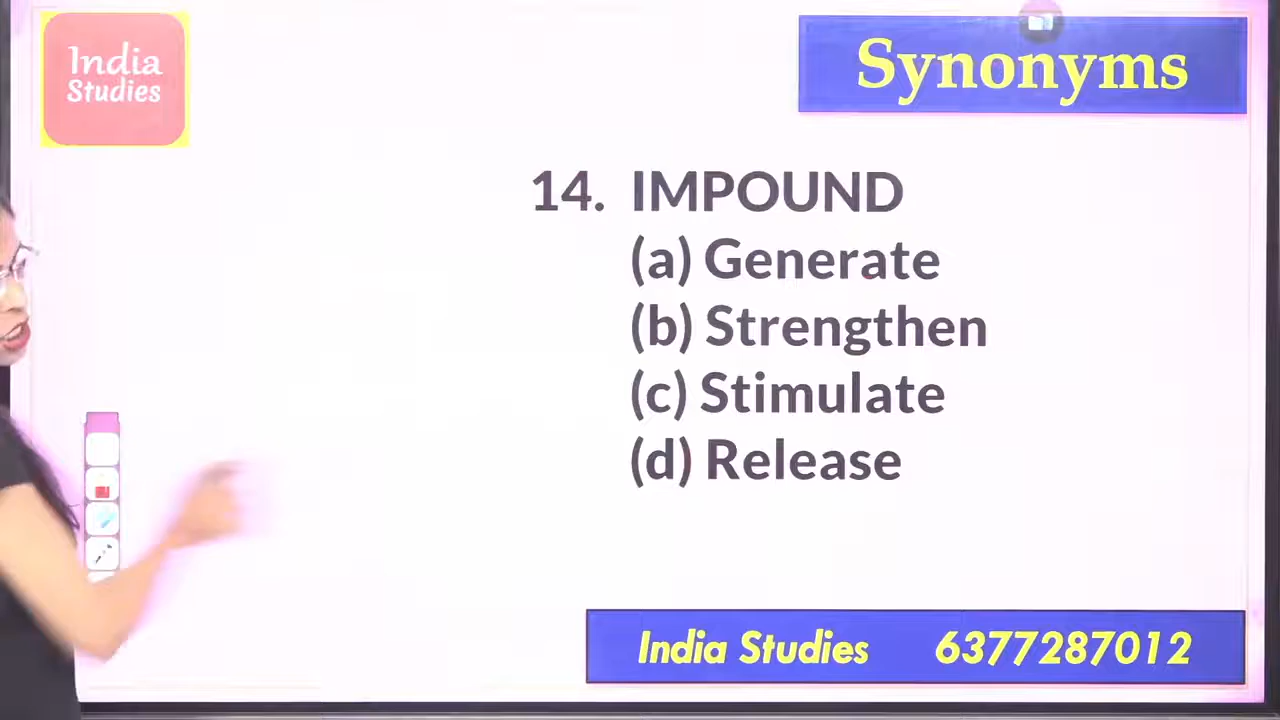 India
Studies
Synonyms
14. IMPOUND
(a) Generate
(b) Strengthen
(c) Stimulate
(d) Release
India Studies 6377287012